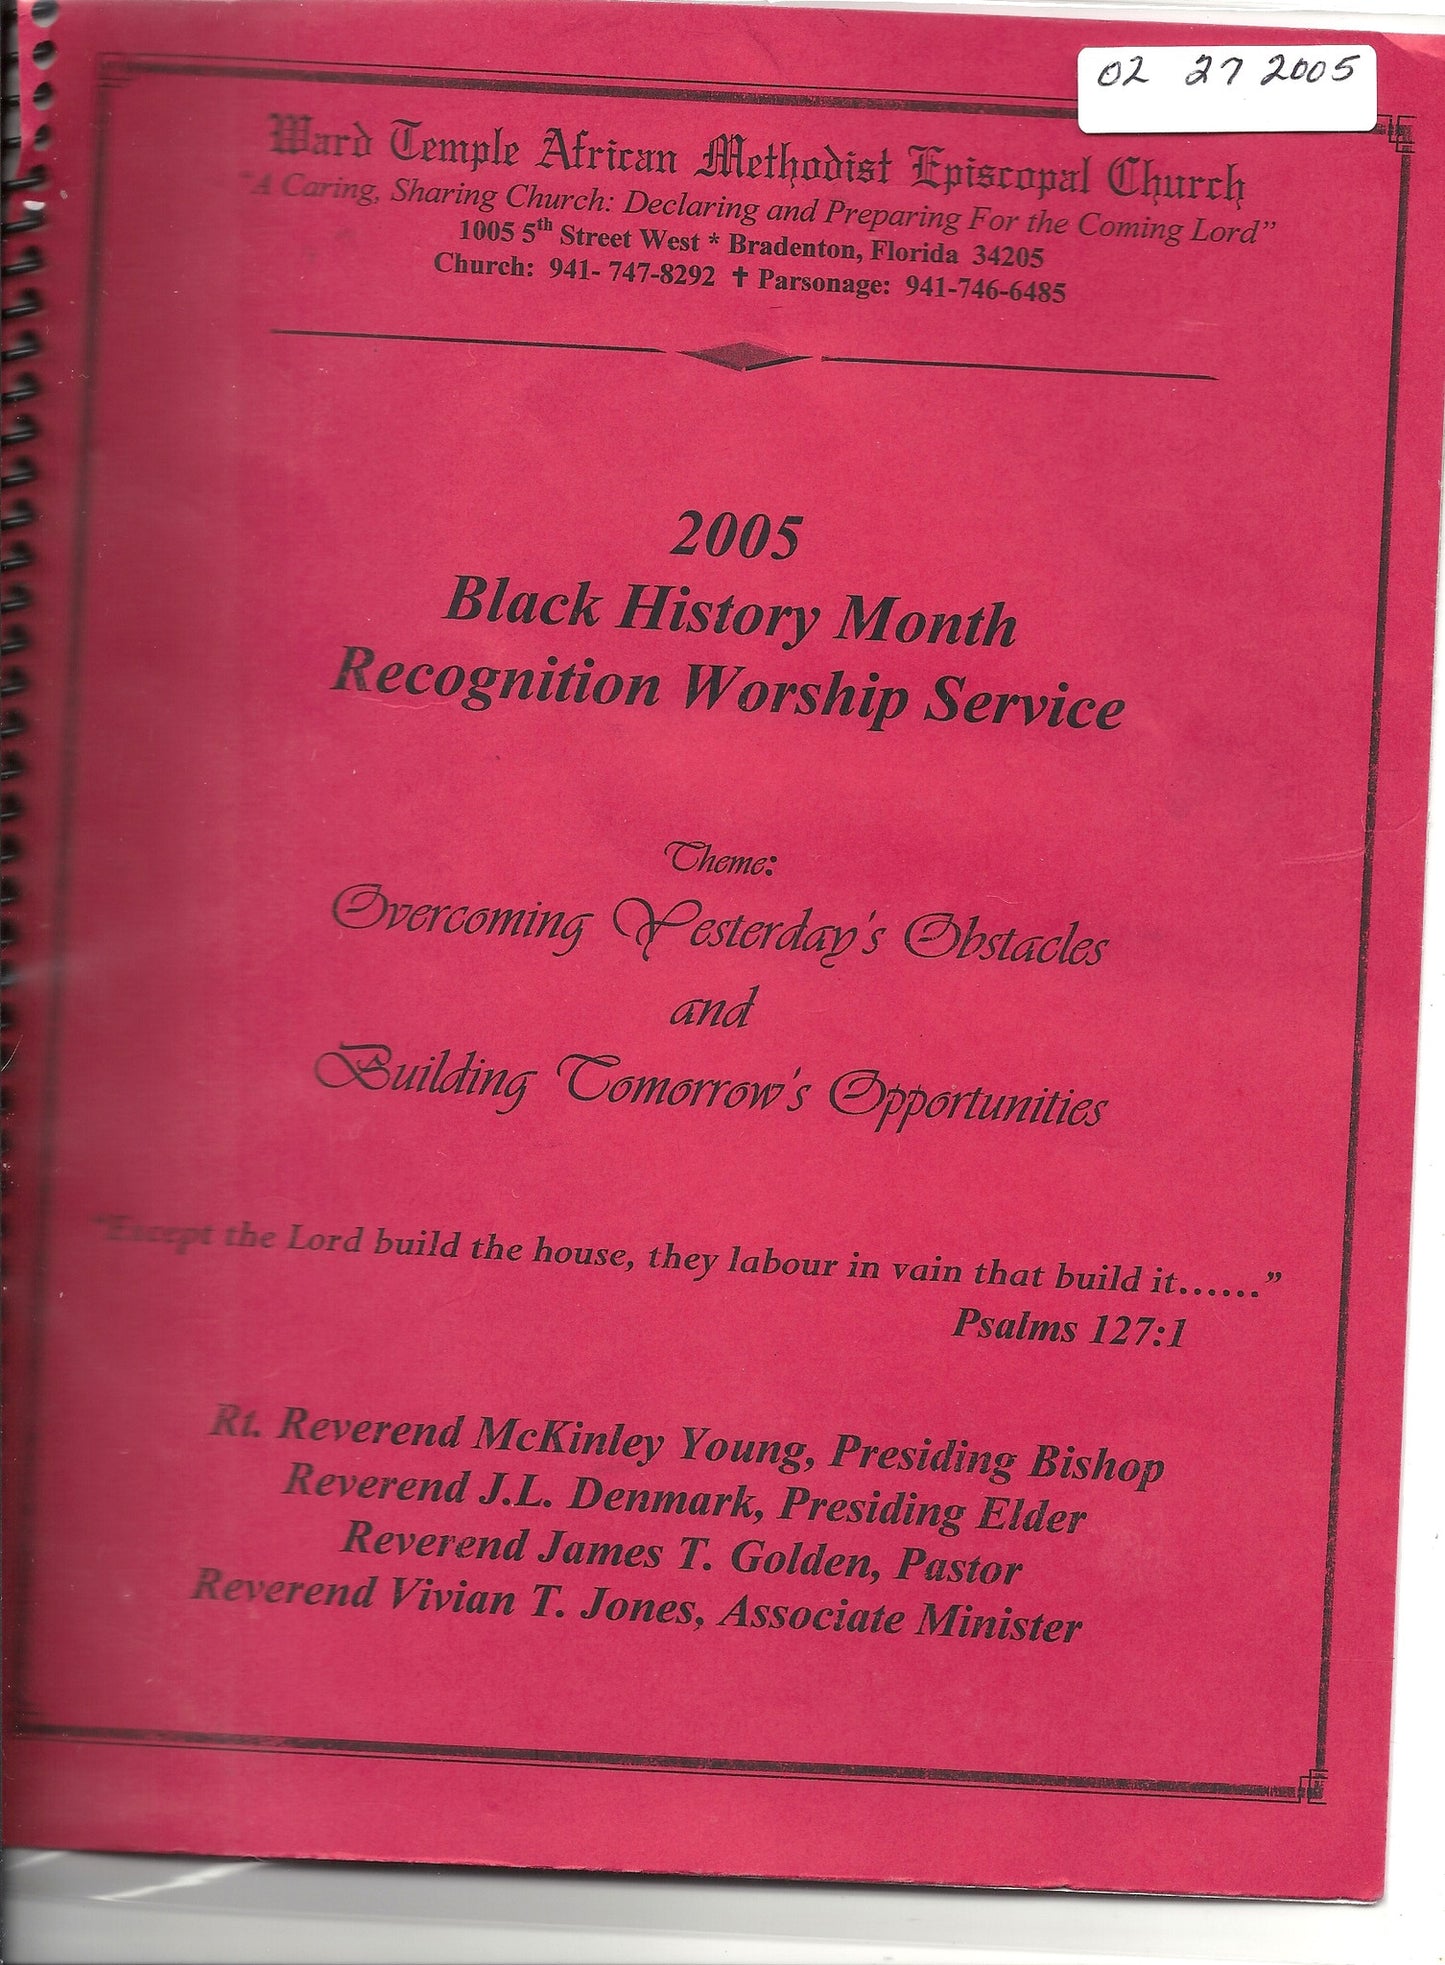 02 27 2005
Ward Temple African Methodist Episcopal Church
"A Caring, Sharing Church: Declaring and Preparing For the Coming Lord"
1005 5th Street West * Bradenton, Florida 34205
Church: 941- 747-8292 ✝ Parsonage: 941-746-6485
2005
Black History Month
Recognition Worship Service
Theme:
Overcoming Yesterday's Obstacles
and
Building Tomorrow's Opportunities
"Except the Lord build the house, they labour in vain that build it……"
Psalms 127:1
Rt. Reverend McKinley Young, Presiding Bishop
Reverend J.L. Denmark, Presiding Elder
Reverend James T. Golden, Pastor
Reverend Vivian T. Jones, Associate Minister